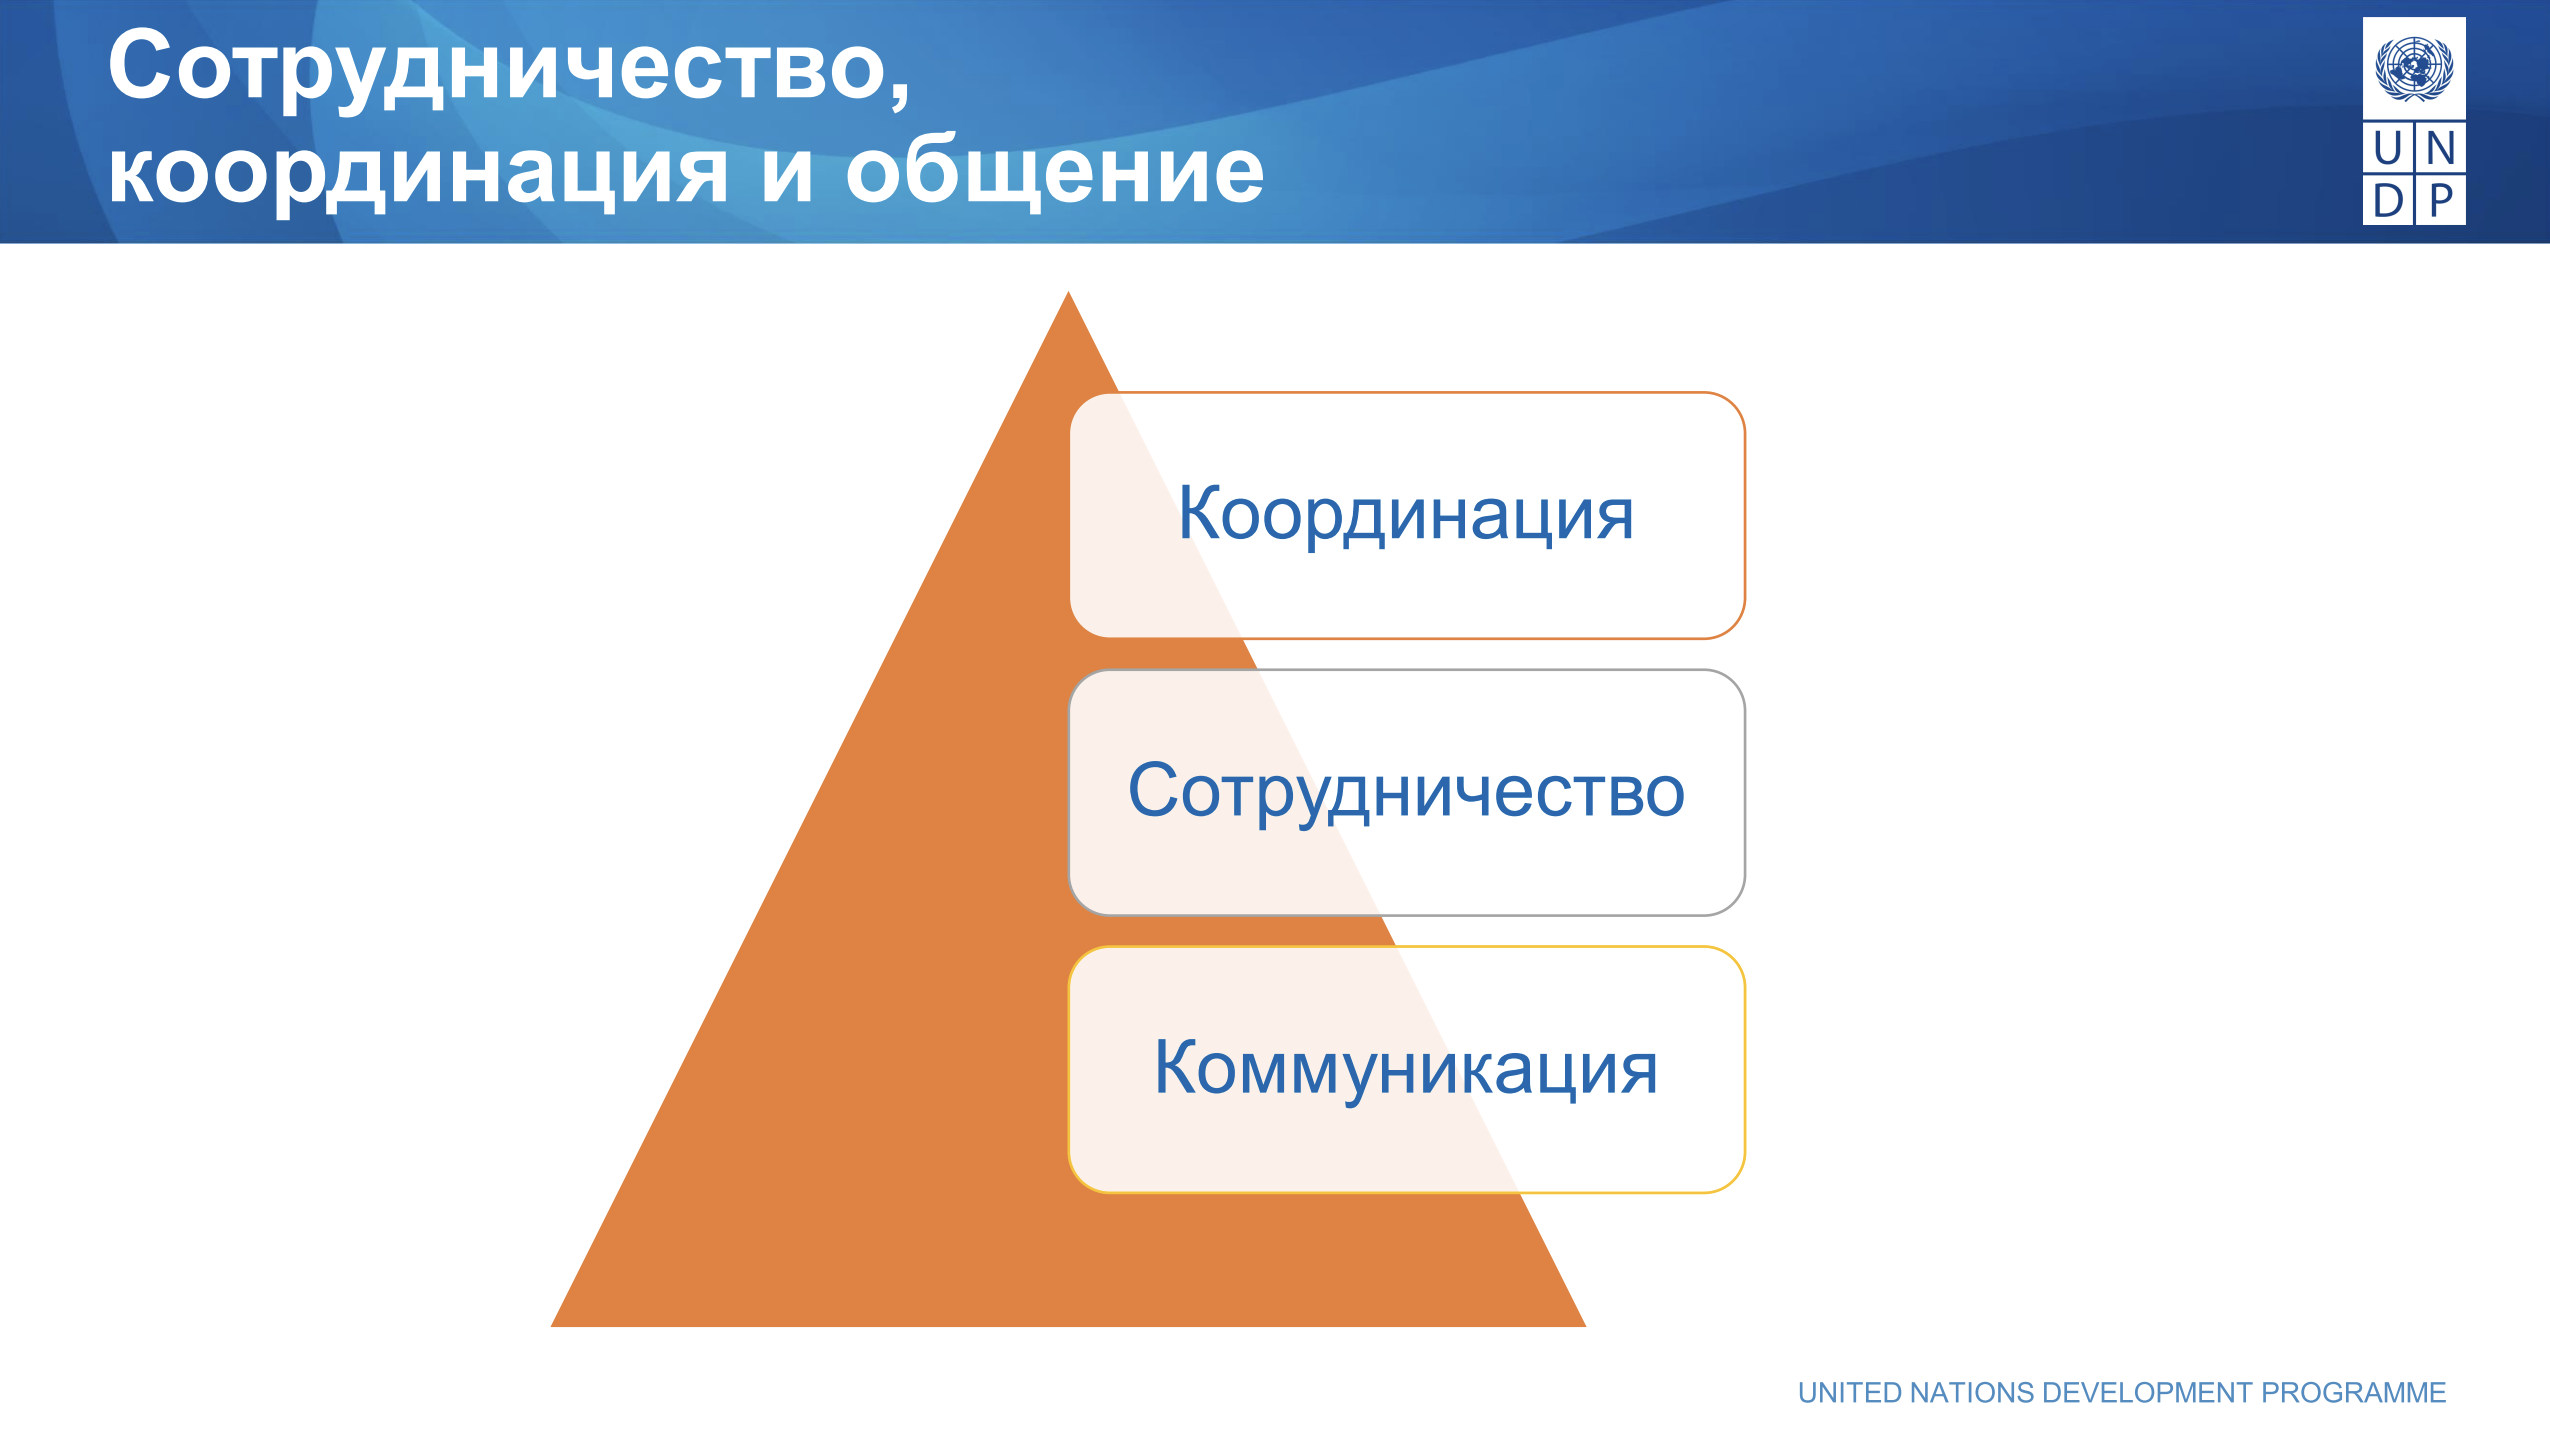 Сотрудничество,
координация и общение
U N
D P
Координация
Сотрудничество
Коммуникация
UNITED NATIONS DEVELOPMENT PROGRAMME